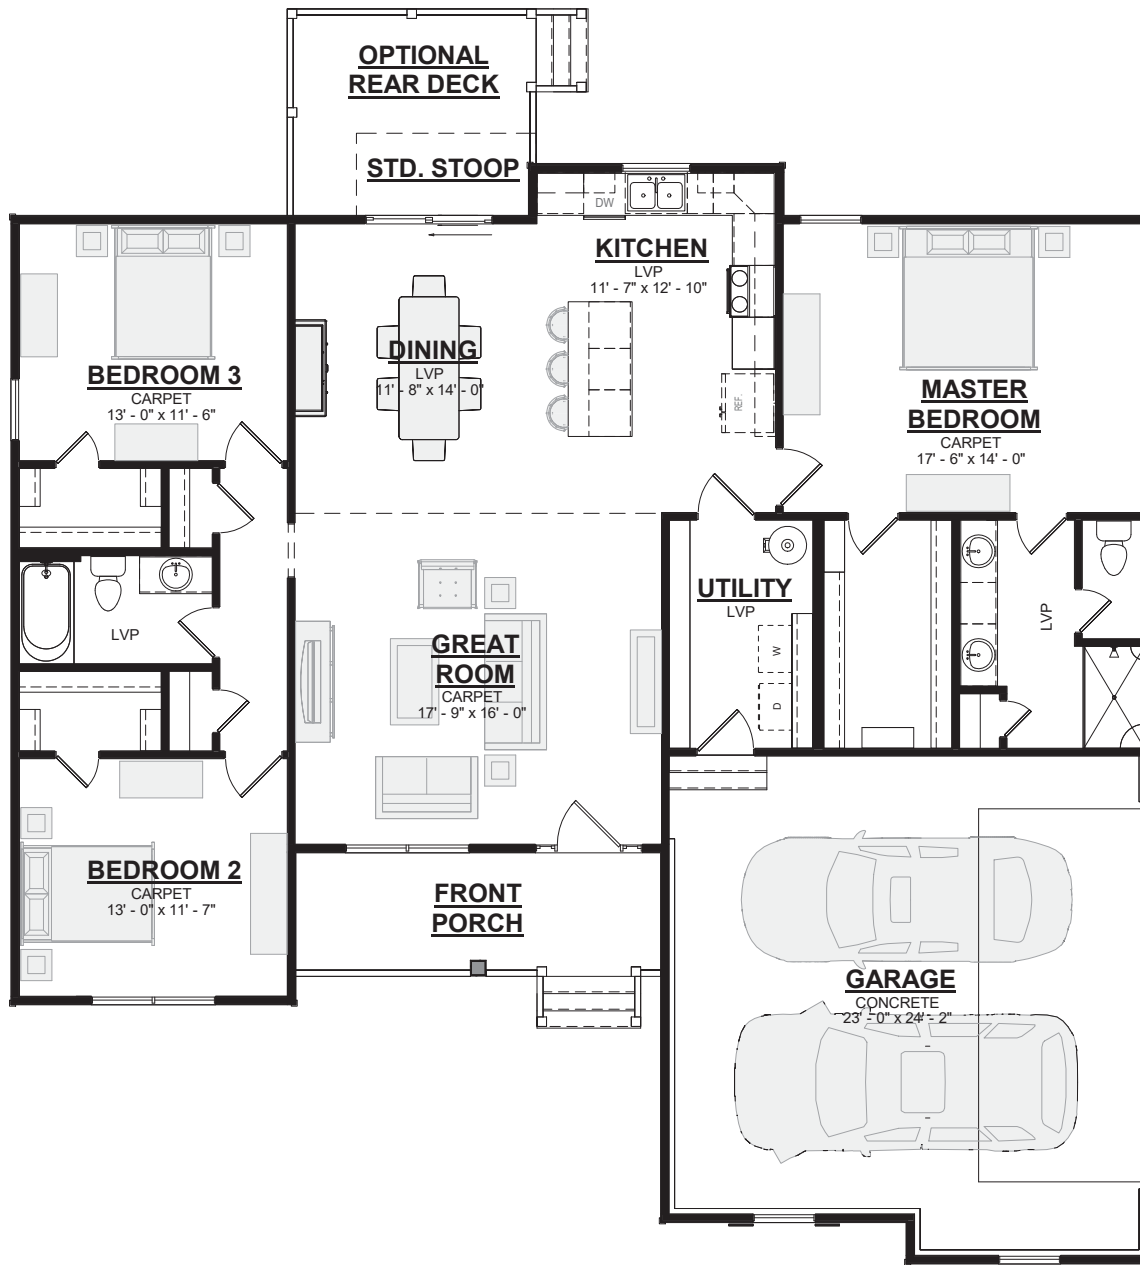 OPTIONAL
REAR DECK
STD. STOOP
DW
KITCHEN
LVP
11' - 7" x 12' - 10"
DINING
LVP
11' - 8" x 14' - 0"
BEDROOM 3
CARPET
13' - 0" x 11' - 6"
REF.
MASTER
BEDROOM
CARPET
17' - 6" x 14' - 0"
UTILITY
LVP
W
D
LVP
LVP
GREAT
ROOM
CARPET
17' - 9" x 16' - 0"
BEDROOM 2
CARPET
13' - 0" x 11' - 7"
FRONT
PORCH
GARAGE
CONCRETE
23' - 0" x 24' - 2"